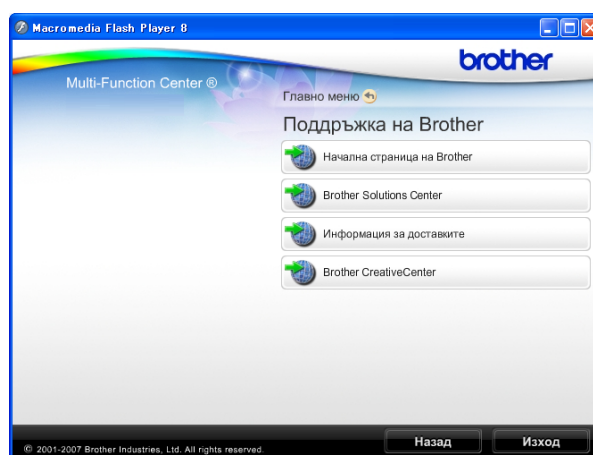 Macromedia Flash Player 8
brother
Multi-Function Center ®
Главно меню
Поддръжка на Brother
Начална страница на Brother
Brother Solutions Center
Информация за доставките
Brother CreativeCenter
Назад
Изход
© 2001-2007 Brother Industries, Ltd. All rights reserved.